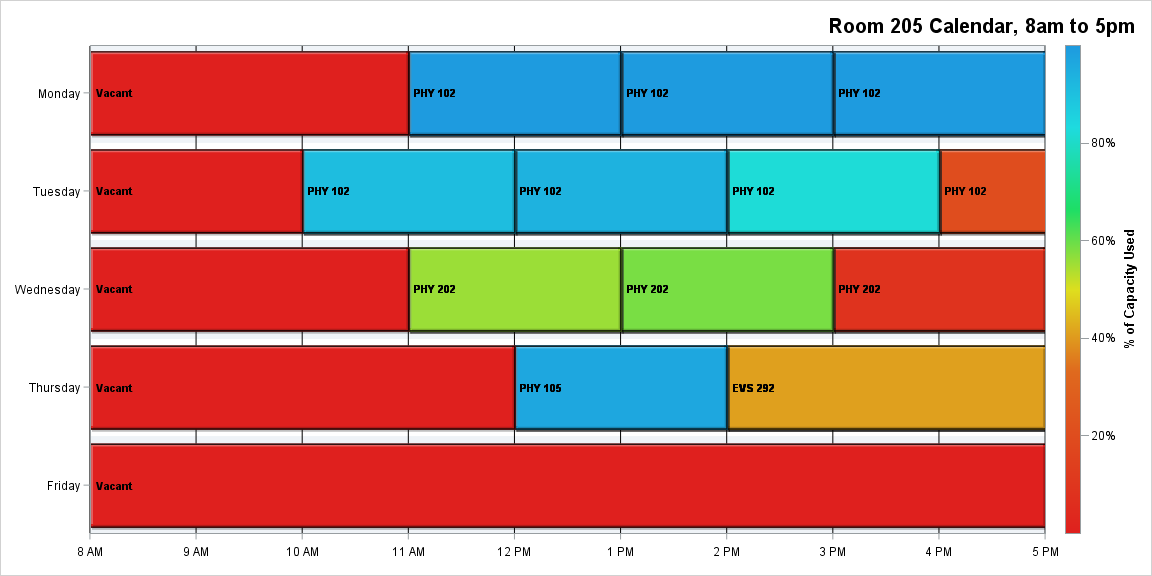 Room 205 Calendar, 8am to 5pm
Monday
Vacant
PHY 102
PHY 102
PHY 102
Tuesday
Vacant
PHY 102
PHY 102
PHY 102
PHY 102
Wednesday
Vacant
PHY 202
PHY 202
PHY 202
Thursday
Vacant
PHY 105
EVS 292
Friday
Vacant
8 AM
9 AM
10 AM
11 AM
12 PM
1 PM
2 PM
3 PM
4 PM
5 PM
80%
60%
40%
20%
% of Capacity Used